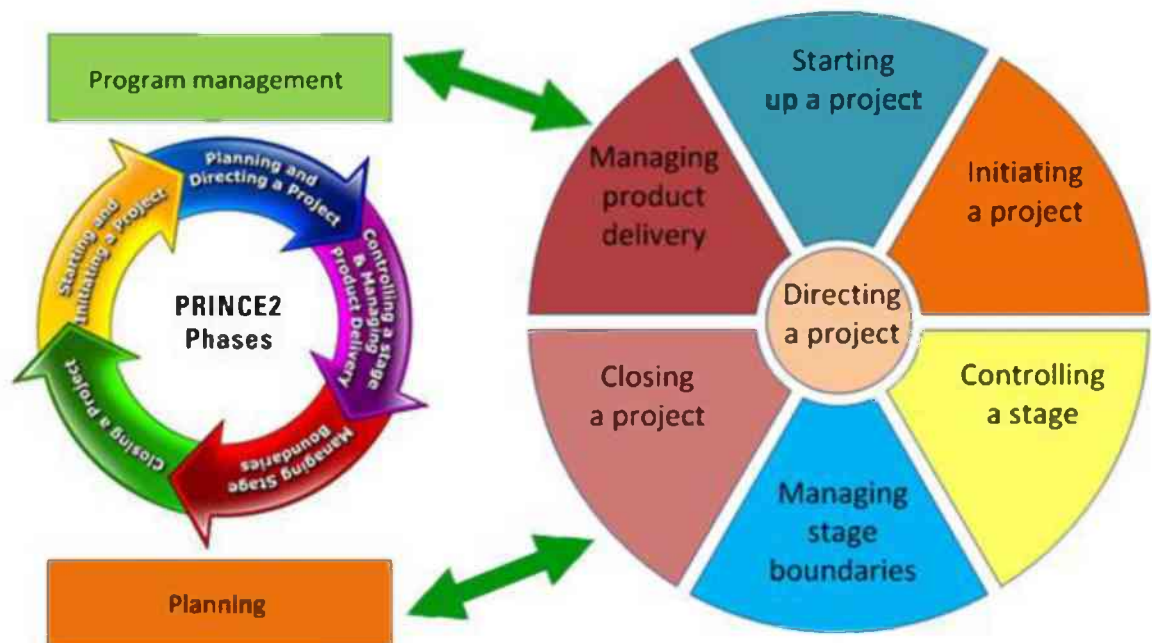 Program management
Planning and
Directing a Project
Controlling a stage
& Managing
Product Delivery
Managing Stage
Boundaries
Closing a Project
Starting and
Initiating a Project
PRINCE2
Phases
Planning
Starting
up a project
Initiating
a project
Controlling
a stage
Managing
stage
boundaries
Closing
a project
Managing
product
delivery
Directing
a project